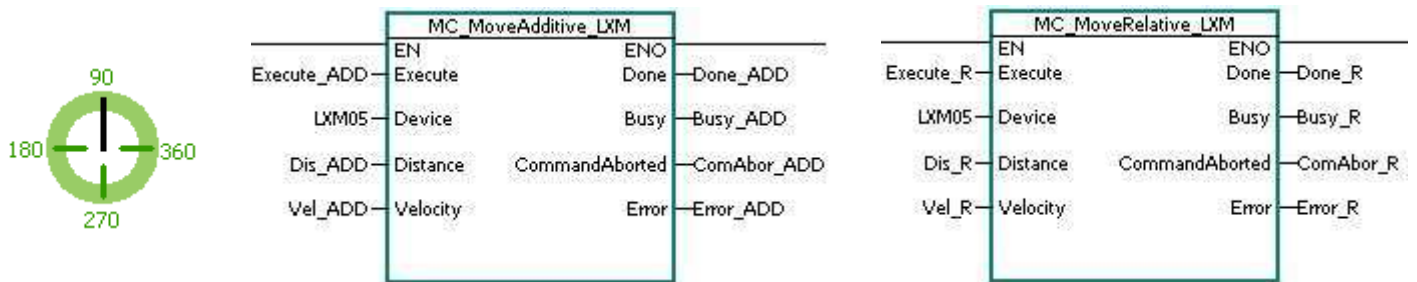 90
180
360
270
MC_MoveAdditive_LXM
EN ENO
Execute_ADD Execute Done Done_ADD
LXM05 Device Busy Busy_ADD
Dis_ADD Distance CommandAborted ComAbor_ADD
Vel_ADD Velocity Error Error_ADD
MC_MoveRelative_LXM
EN ENO
Execute_R Execute Done Done_R
LXM05 Device Busy Busy_R
Dis_R Distance CommandAborted ComAbor_R
Vel_R Velocity Error Error_R